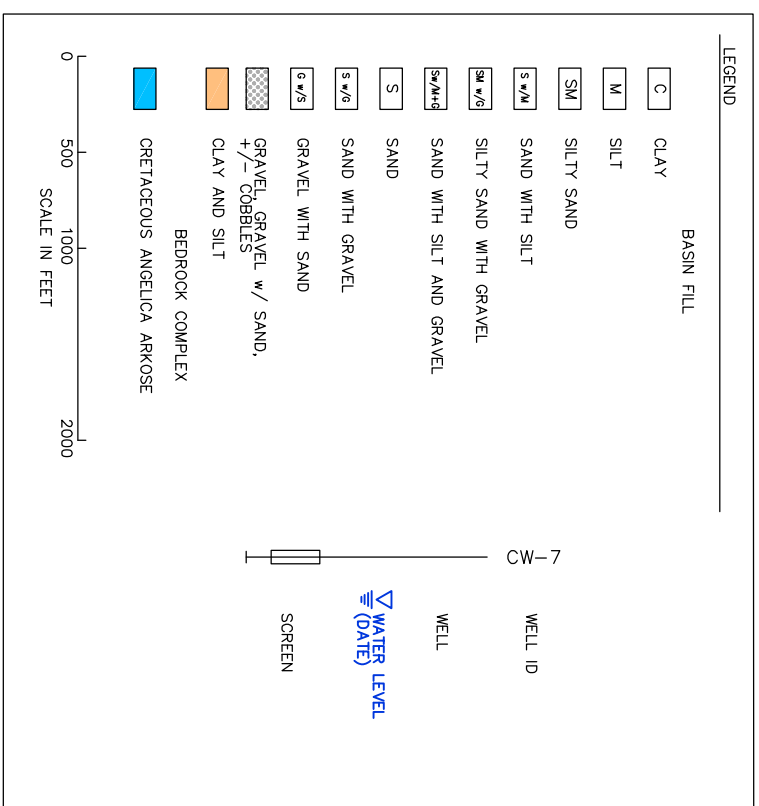 LEGEND
BASIN FILL
C CLAY
M SILT
SM SILTY SAND
S w/M SAND WITH SILT
SM w/G SILTY SAND WITH GRAVEL
Sw/M+G SAND WITH SILT AND GRAVEL
S SAND
S w/G SAND WITH GRAVEL
G w/S GRAVEL WITH SAND
GRAVEL, GRAVEL w/ SAND,
+/- COBBLES
CLAY AND SILT
BEDROCK COMPLEX
CRETACEOUS ANGELICA ARKOSE
0 500 1000 2000
SCALE IN FEET
CW-7 WELL ID
WELL
WATER LEVEL
(DATE)
SCREEN